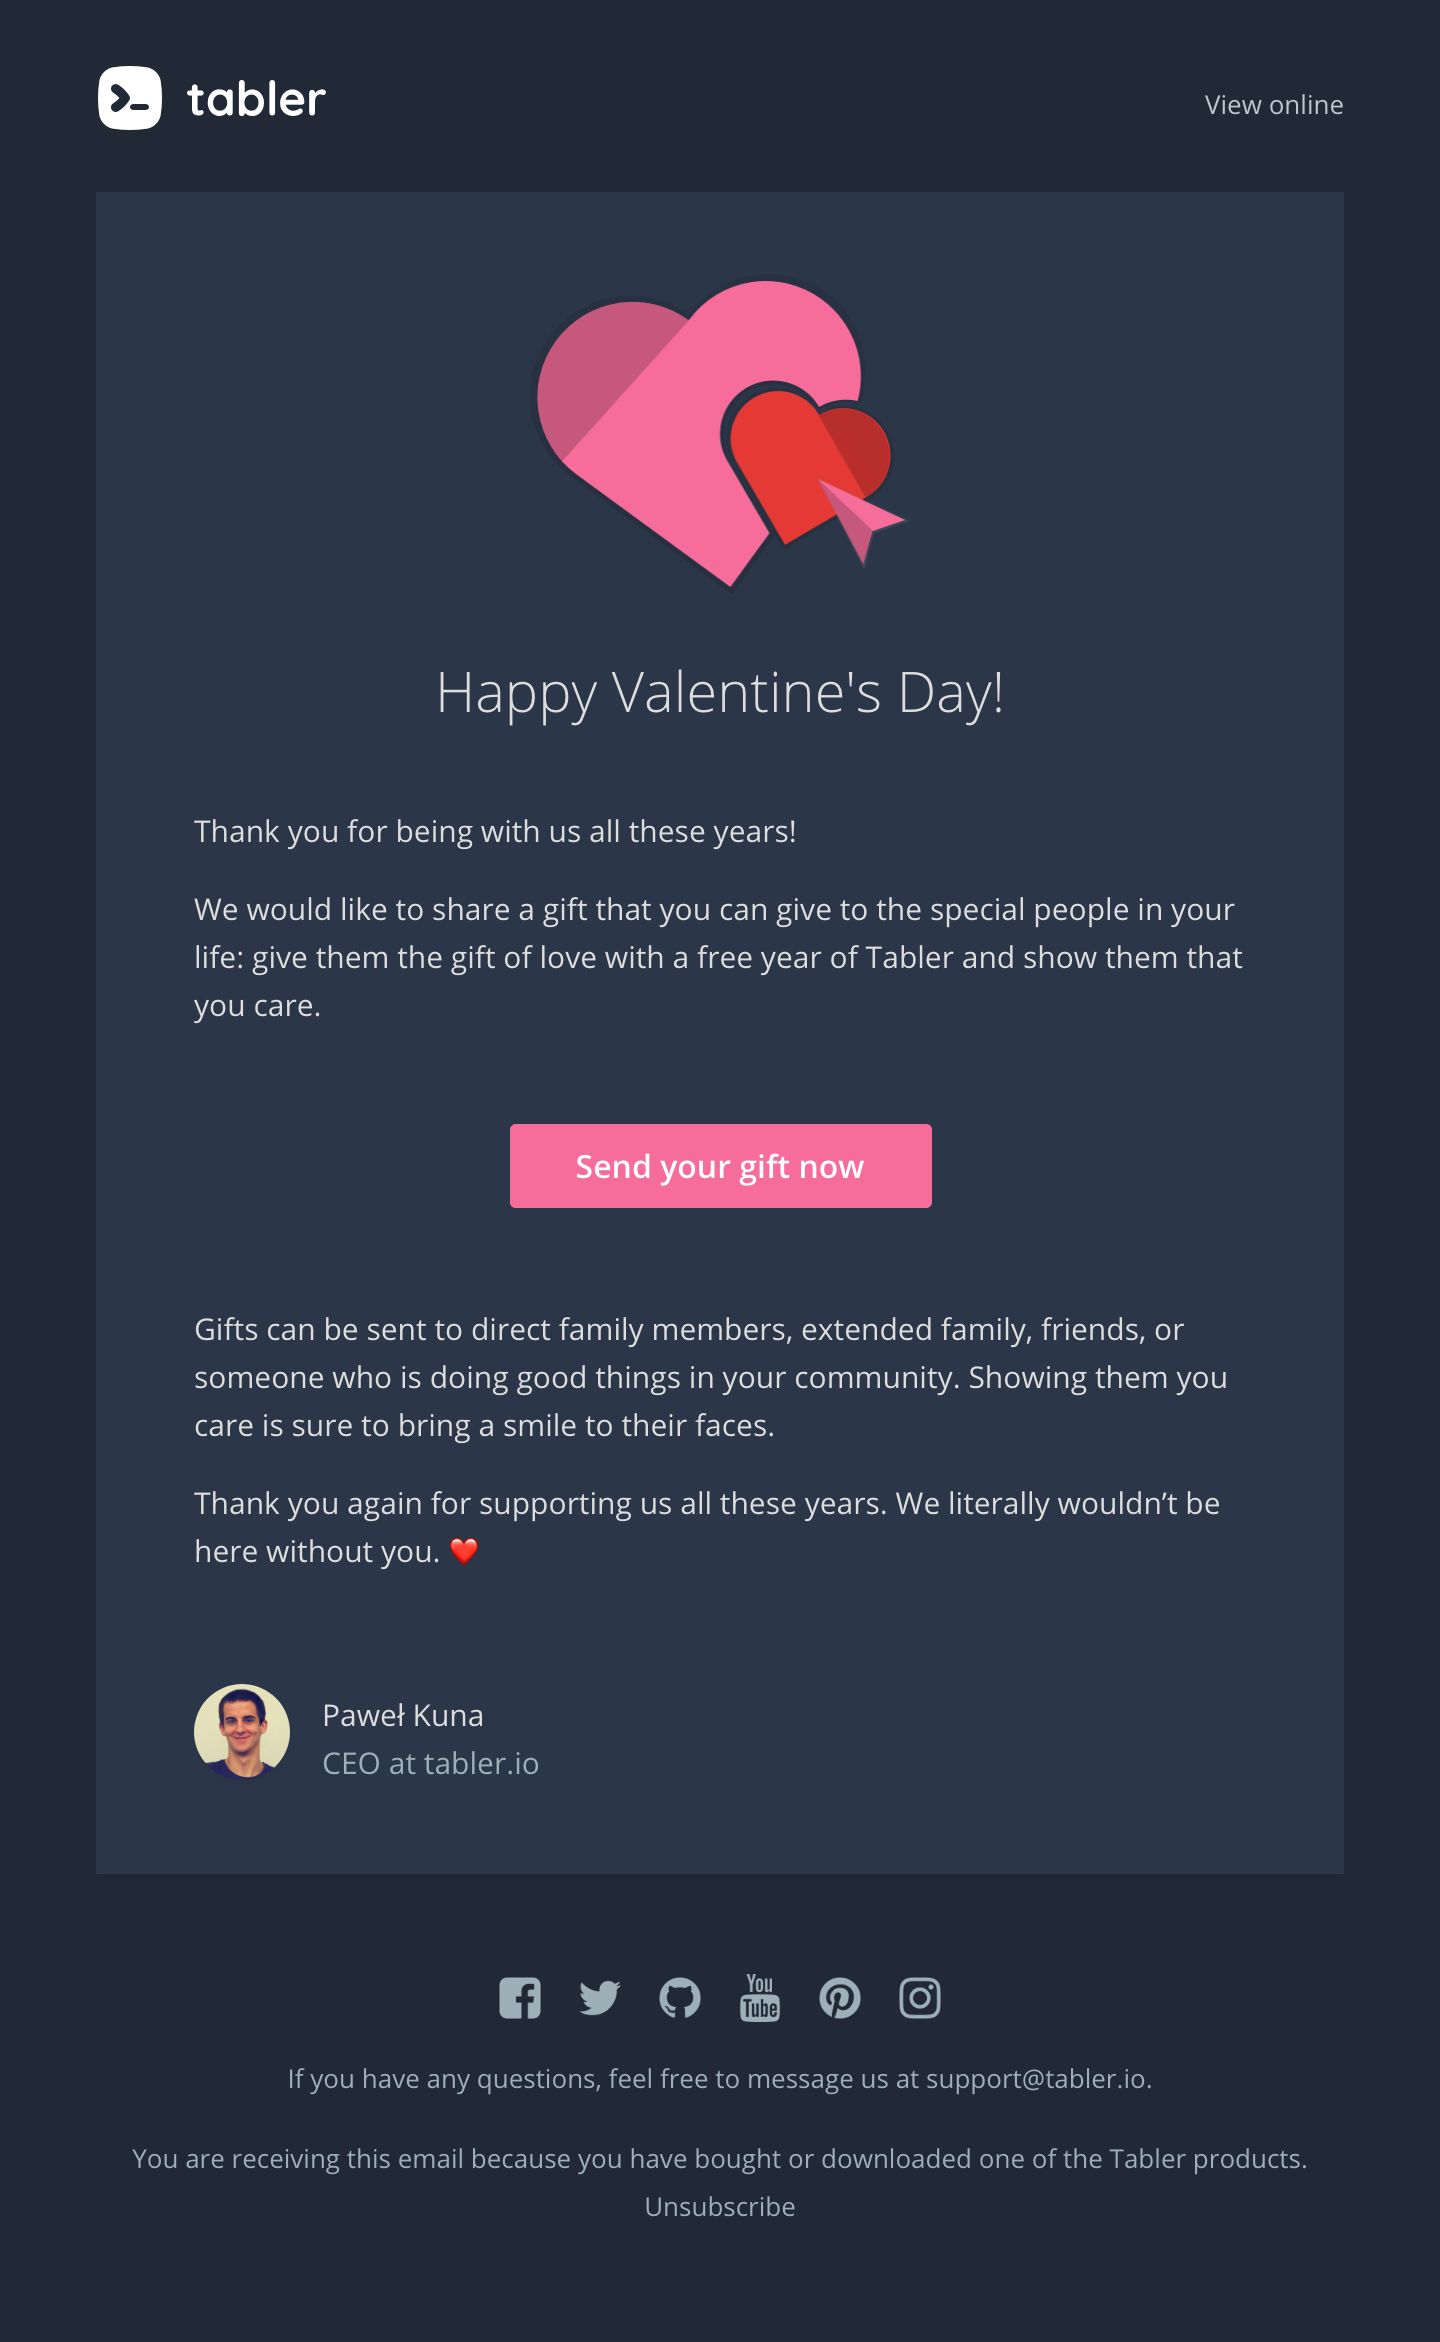 tabler
View online
Happy Valentine's Day!
Thank you for being with us all these years!
We would like to share a gift that you can give to the special people in your
life: give them the gift of love with a free year of Tabler and show them that
you care.
Send your gift now
Gifts can be sent to direct family members, extended family, friends, or
someone who is doing good things in your community. Showing them you
care is sure to bring a smile to their faces.
Thank you again for supporting us all these years. We literally wouldn’t be
here without you. ❤️
Paweł Kuna
CEO at tabler.io
You
Tube
If you have any questions, feel free to message us at support@tabler.io.
You are receiving this email because you have bought or downloaded one of the Tabler products.
Unsubscribe